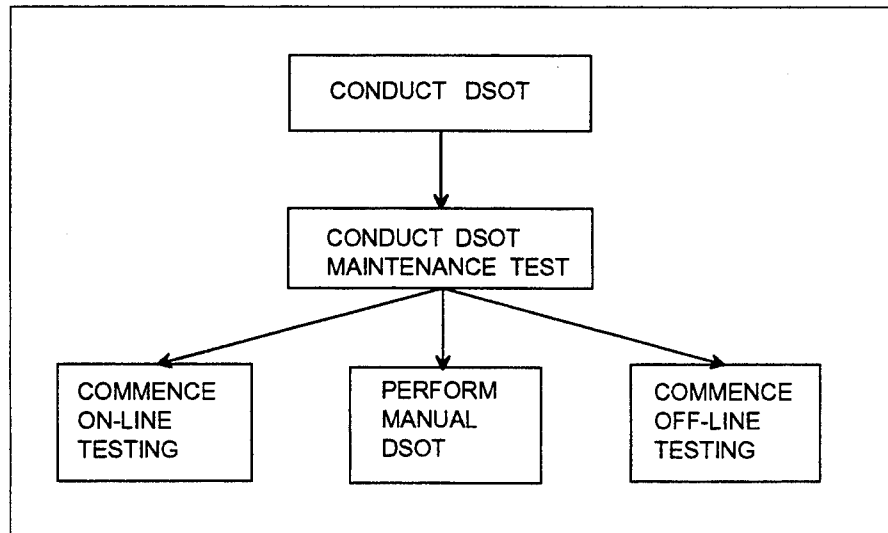 CONDUCT DSOT
CONDUCT DSOT
MAINTENANCE TEST
COMMENCE
ON-LINE
TESTING
PERFORM
MANUAL
DSOT
COMMENCE
OFF-LINE
TESTING